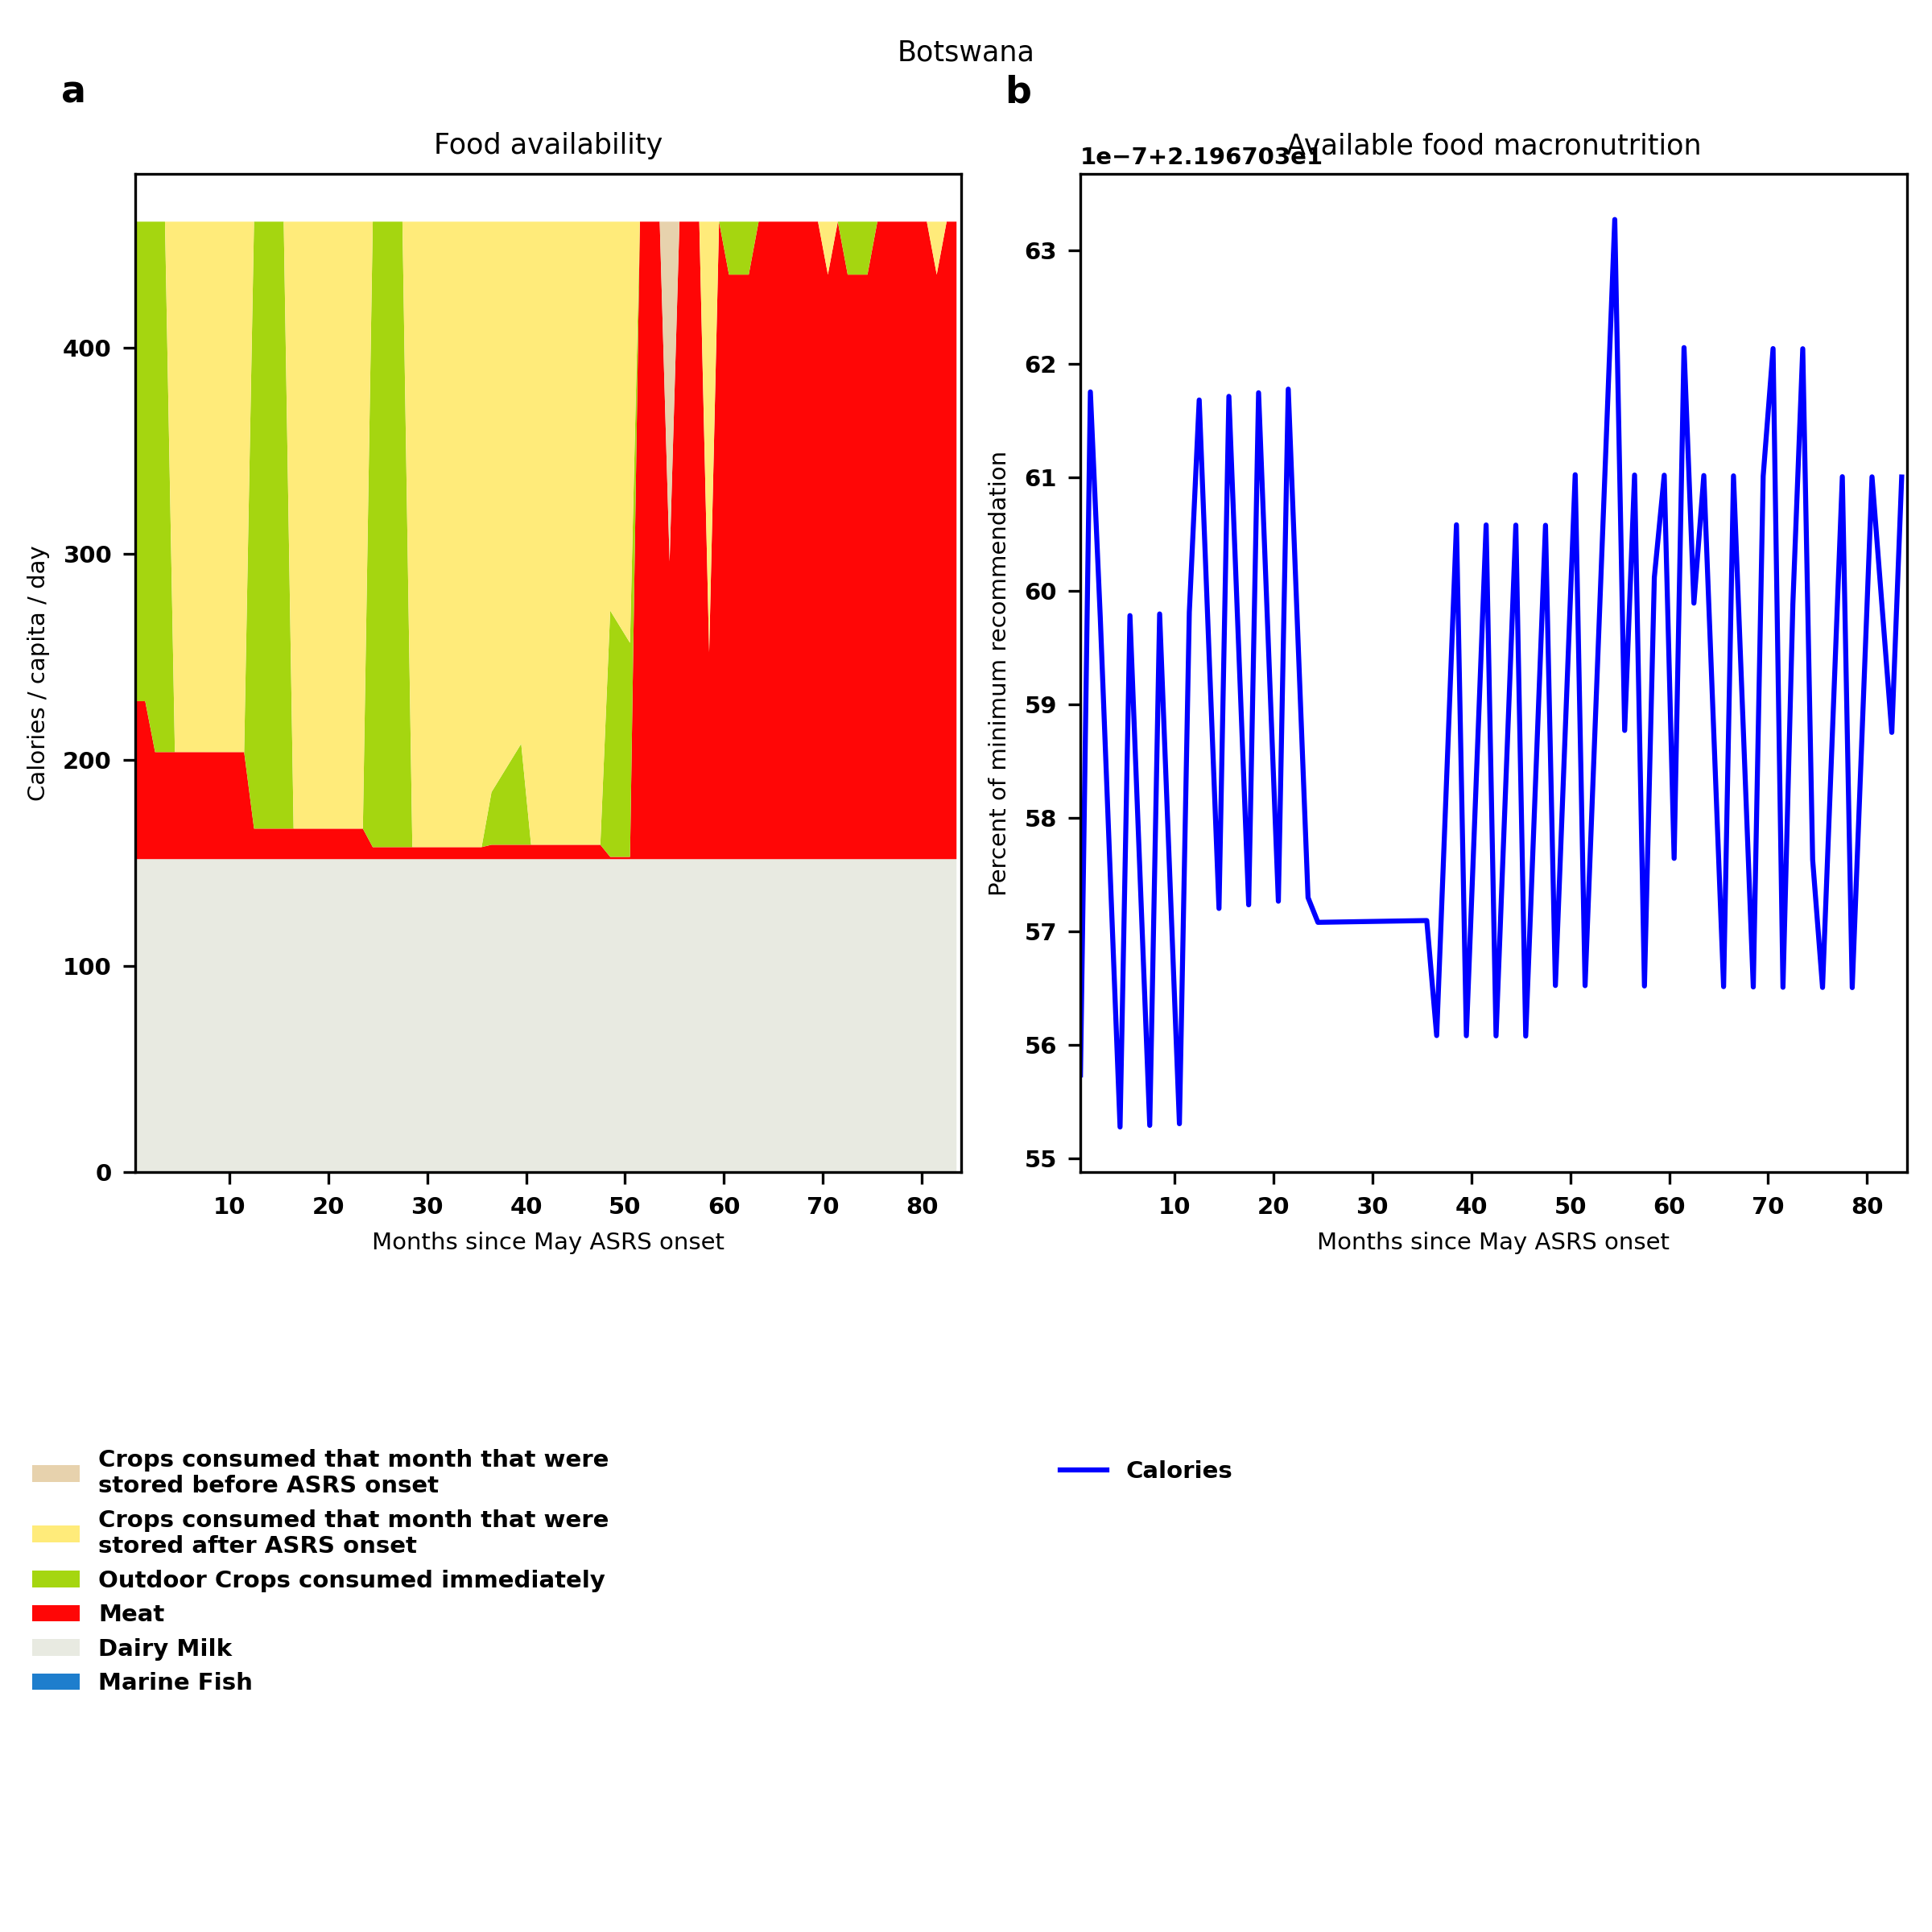 Botswana
a
b
Food availability
Available food macronutrition
1e−7+2.196703e1
Calories / capita / day
400
300
200
100
0
10 20 30 40 50 60 70 80
Months since May ASRS onset
Percent of minimum recommendation
63
62
61
60
59
58
57
56
55
10 20 30 40 50 60 70 80
Months since May ASRS onset
Crops consumed that month that were
stored before ASRS onset
Crops consumed that month that were
stored after ASRS onset
Outdoor Crops consumed immediately
Meat
Dairy Milk
Marine Fish
Calories